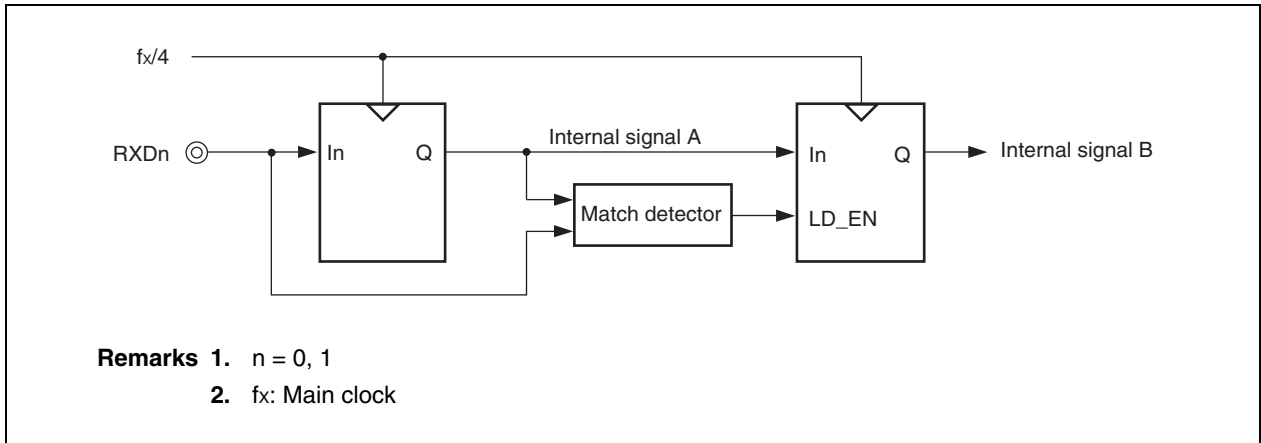 fx/4
RXDn
In
Q
Internal signal A
In
Q
Internal signal B
Match detector
LD_EN
Remarks 1. n = 0, 1
2. fx: Main clock